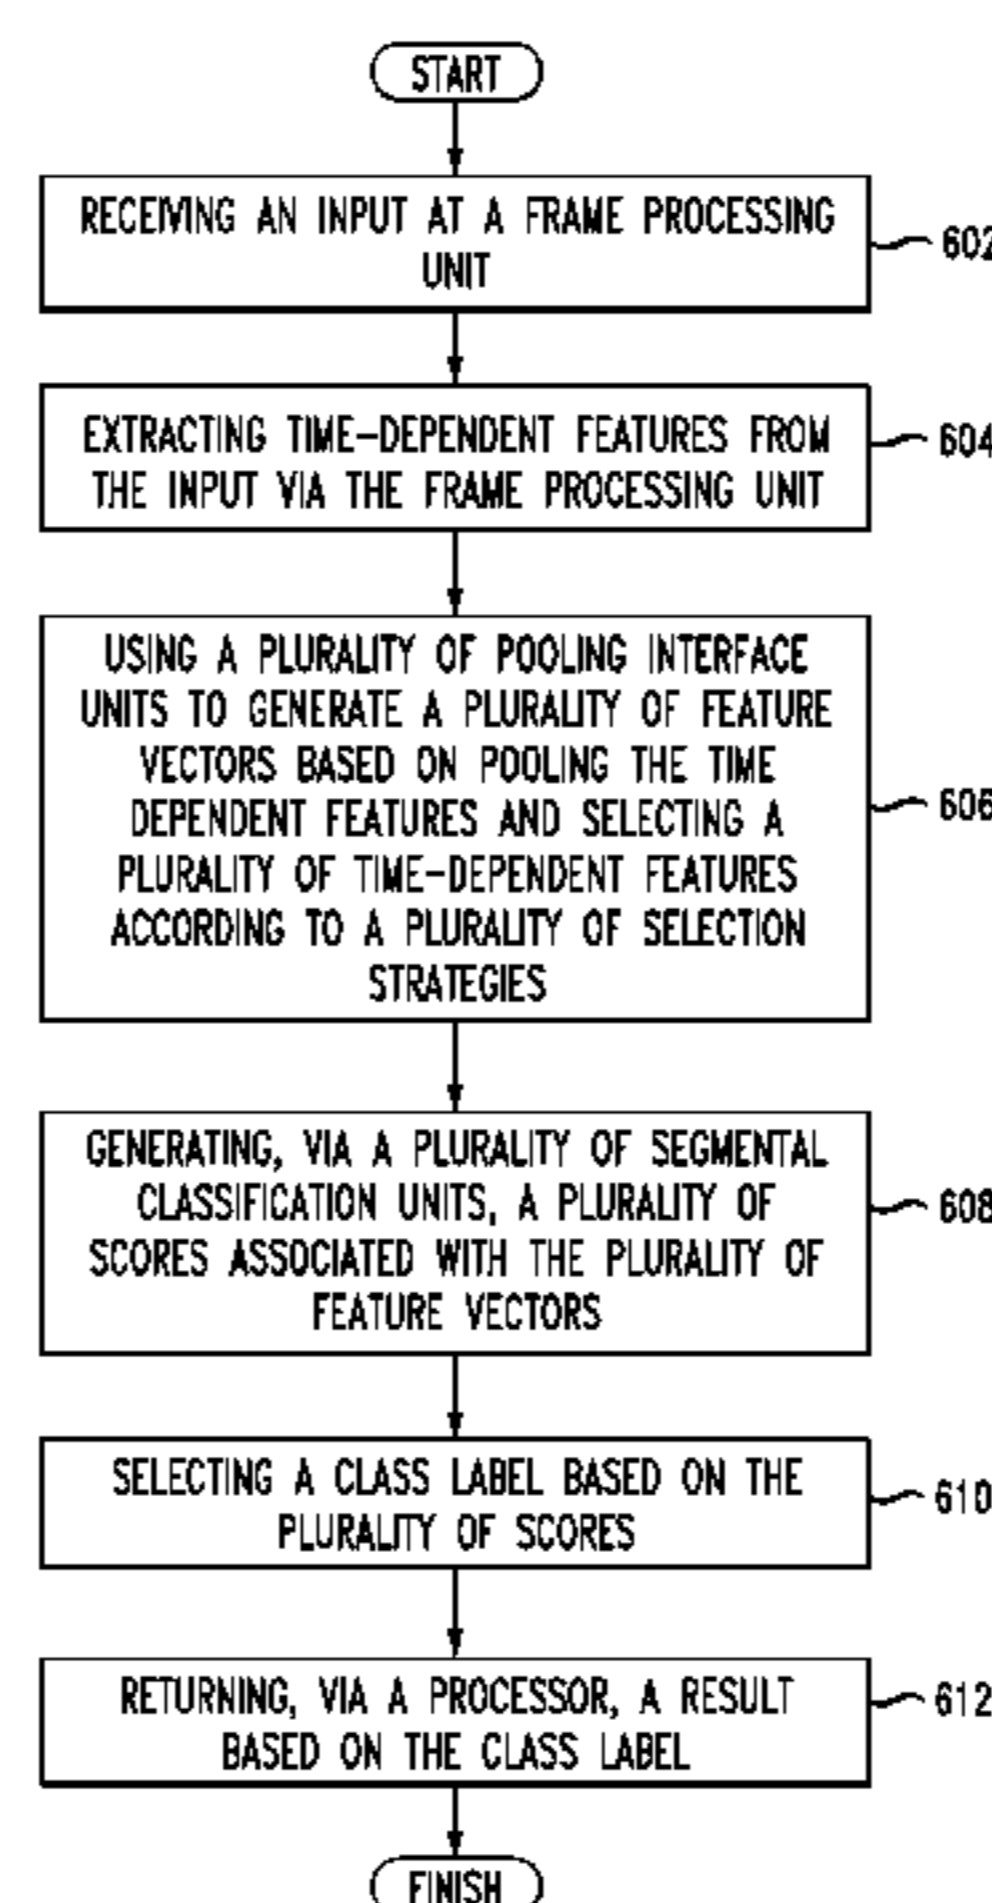 START
RECEIVING AN INPUT AT A FRAME PROCESSING
UNIT
602
EXTRACTING TIME-DEPENDENT FEATURES FROM
THE INPUT VIA THE FRAME PROCESSING UNIT
604
USING A PLURALITY OF POOLING INTERFACE
UNITS TO GENERATE A PLURALITY OF FEATURE
VECTORS BASED ON POOLING THE TIME
DEPENDENT FEATURES AND SELECTING A
PLURALITY OF TIME-DEPENDENT FEATURES
ACCORDING TO A PLURALITY OF SELECTION
STRATEGIES
606
GENERATING, VIA A PLURALITY OF SEGMENTAL
CLASSIFICATION UNITS, A PLURALITY OF
SCORES ASSOCIATED WITH THE PLURALITY OF
FEATURE VECTORS
608
SELECTING A CLASS LABEL BASED ON THE
PLURALITY OF SCORES
610
RETURNING, VIA A PROCESSOR, A RESULT
BASED ON THE CLASS LABEL
612
FINISH